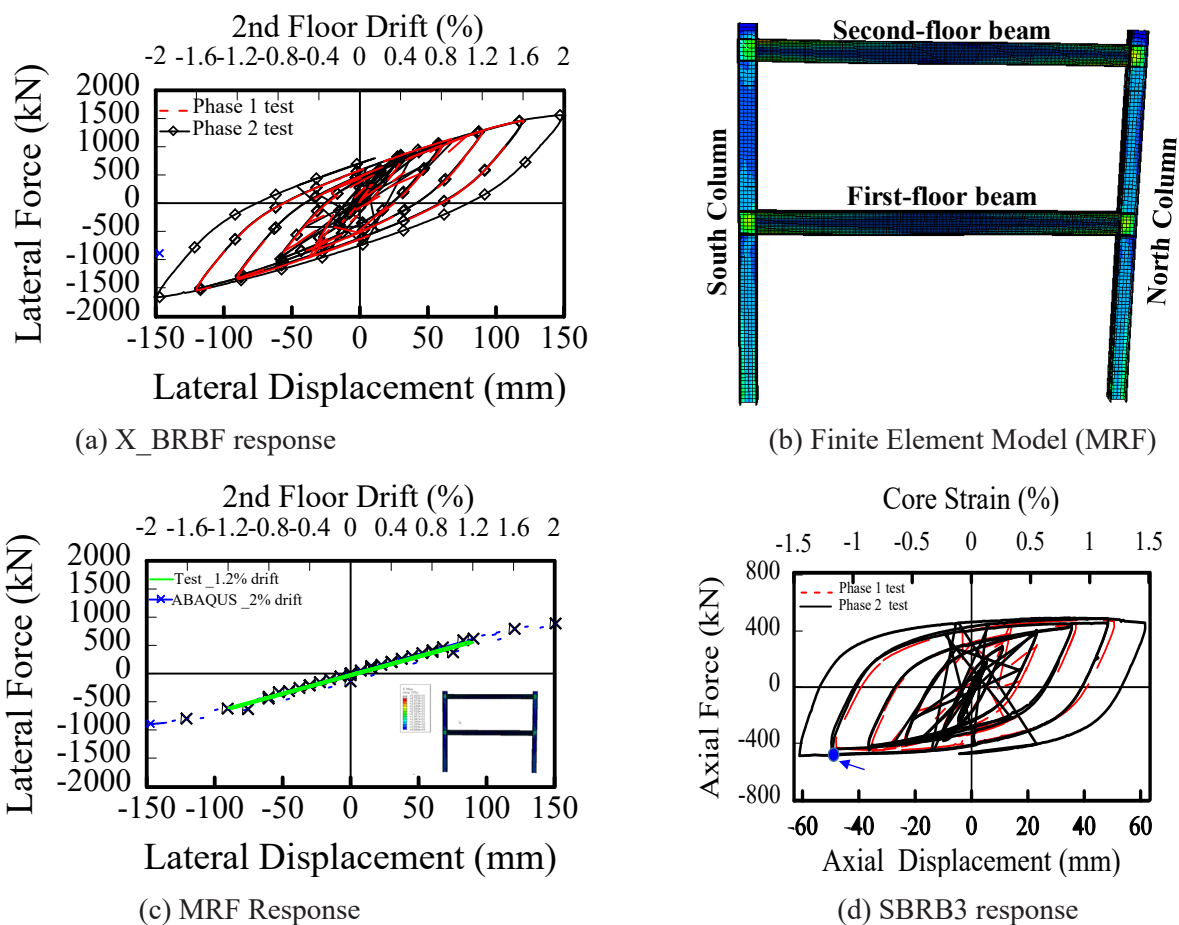 2nd Floor Drift (%)
-2 -1.6-1.2-0.8-0.4 0 0.4 0.8 1.2 1.6 2
Lateral Force (kN)
2000
1500
1000
500
0
-500
-1000
-1500
-2000
Phase 1 test
Phase 2 test
-150 -100 -50 0 50 100 150
Lateral Displacement (mm)
(a) X_BRBF response
Second-floor beam
First-floor beam
South Column
North Column
(b) Finite Element Model (MRF)
2nd Floor Drift (%)
-2 -1.6-1.2-0.8-0.4 0 0.4 0.8 1.2 1.6 2
Lateral Force (kN)
2000
1500
1000
500
0
-500
-1000
-1500
-2000
Test _1.2% drift
ABAQUS _2% drift
-150 -100 -50 0 50 100 150
Lateral Displacement (mm)
(c) MRF Response
Core Strain (%)
-1.5 -1 -0.5 0 0.5 1 1.5
Axial Force (kN)
800
400
0
-400
-800
Phase 1 test
Phase 2 test
-60 -40 -20 0 20 40 60
Axial Displacement (mm)
(d) SBRB3 response